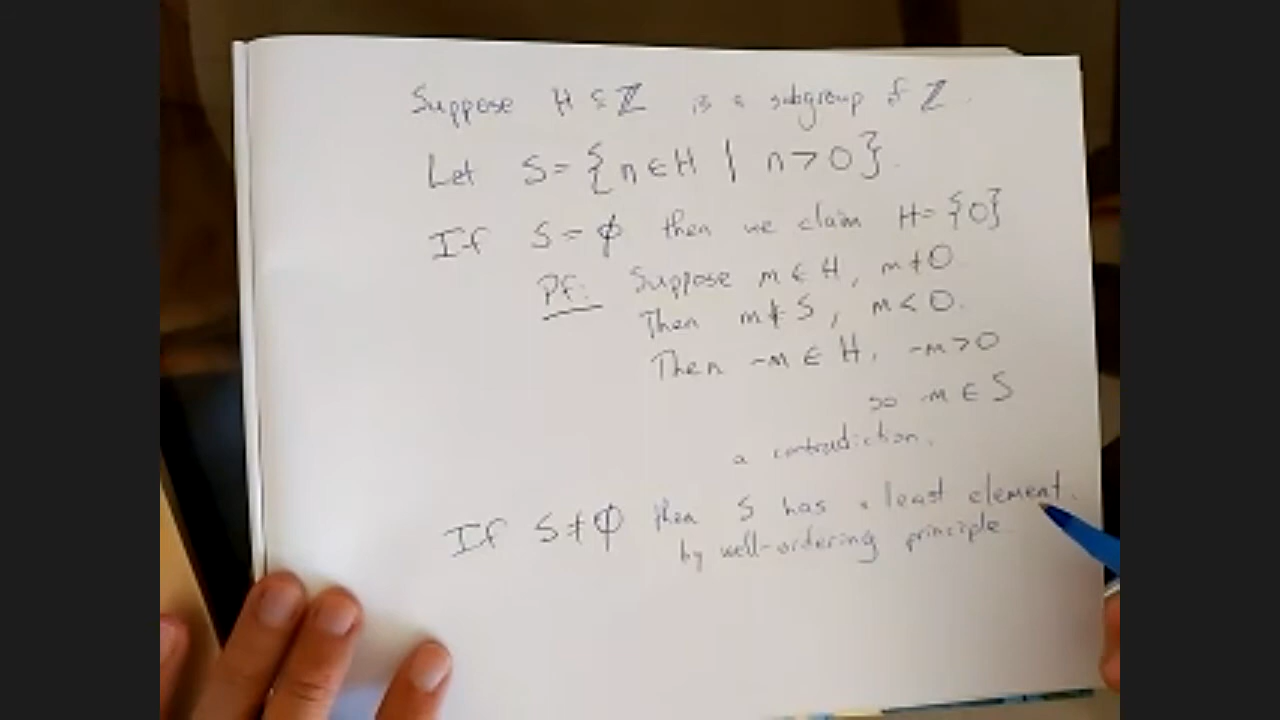 Suppose H ≤ ℤ is a subgroup of ℤ.
Let S = {n ∈ H | n > 0}.
If S = ∅ then we claim H = {0}
Pf: Suppose m ∈ H, m ≠ 0
Then m ∉ S, m < 0.
Then -m ∈ H, -m > 0
so -m ∈ S
a contradiction.
If S ≠ ∅ then S has a least element.
by well-ordering principle